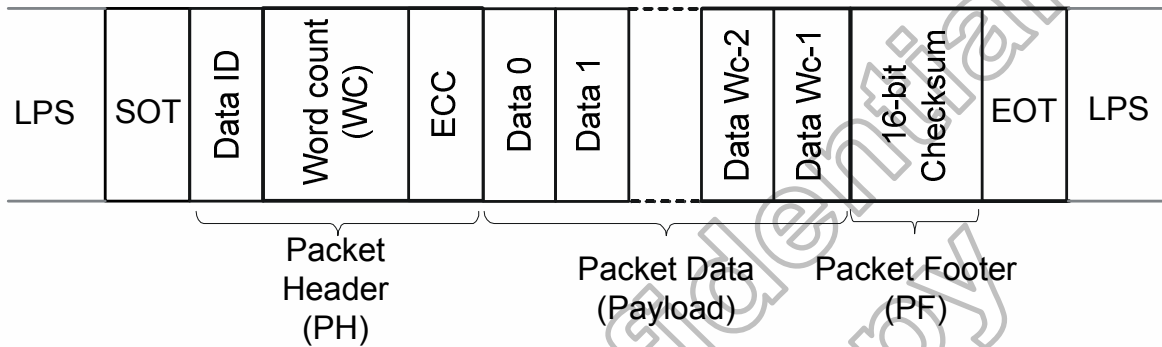 LPS
SOT
Data ID
Word count
(WC)
ECC
Data 0
Data 1
Data Wc-2
Data Wc-1
16-bit
Checksum
EOT
LPS
Packet
Header
(PH)
Packet Data
(Payload)
Packet Footer
(PF)